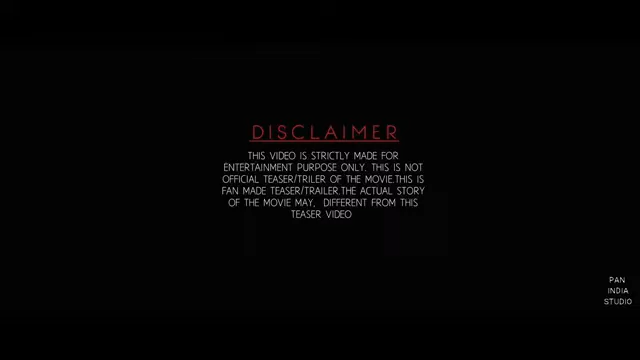 DISCLAIMER
THIS VIDEO IS STRICTLY MADE FOR
ENTERTAINMENT PURPOSE ONLY. THIS IS NOT
OFFICIAL TEASER/TRILER OF THE MOVIE.THIS IS
FAN MADE TEASER/TRAILER.THE ACTUAL STORY
OF THE MOVIE MAY, DIFFERENT FROM THIS
TEASER VIDEO
PAN
INDIA
STUDIO